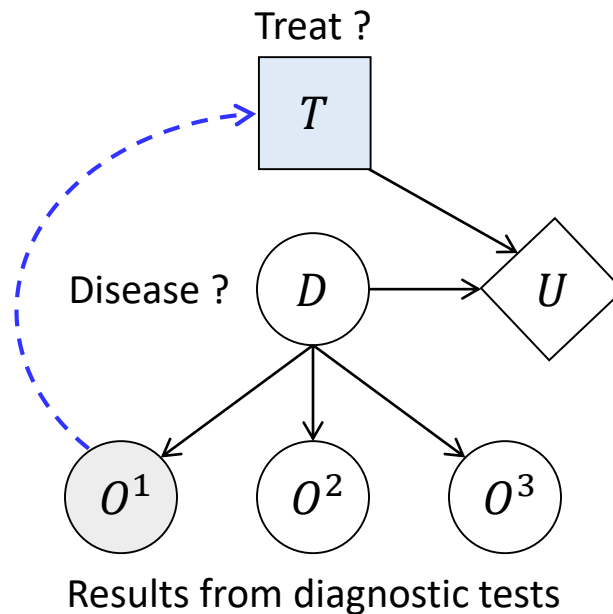 Treat ?
T
Disease ?
D
U
O¹
O²
O³
Results from diagnostic tests